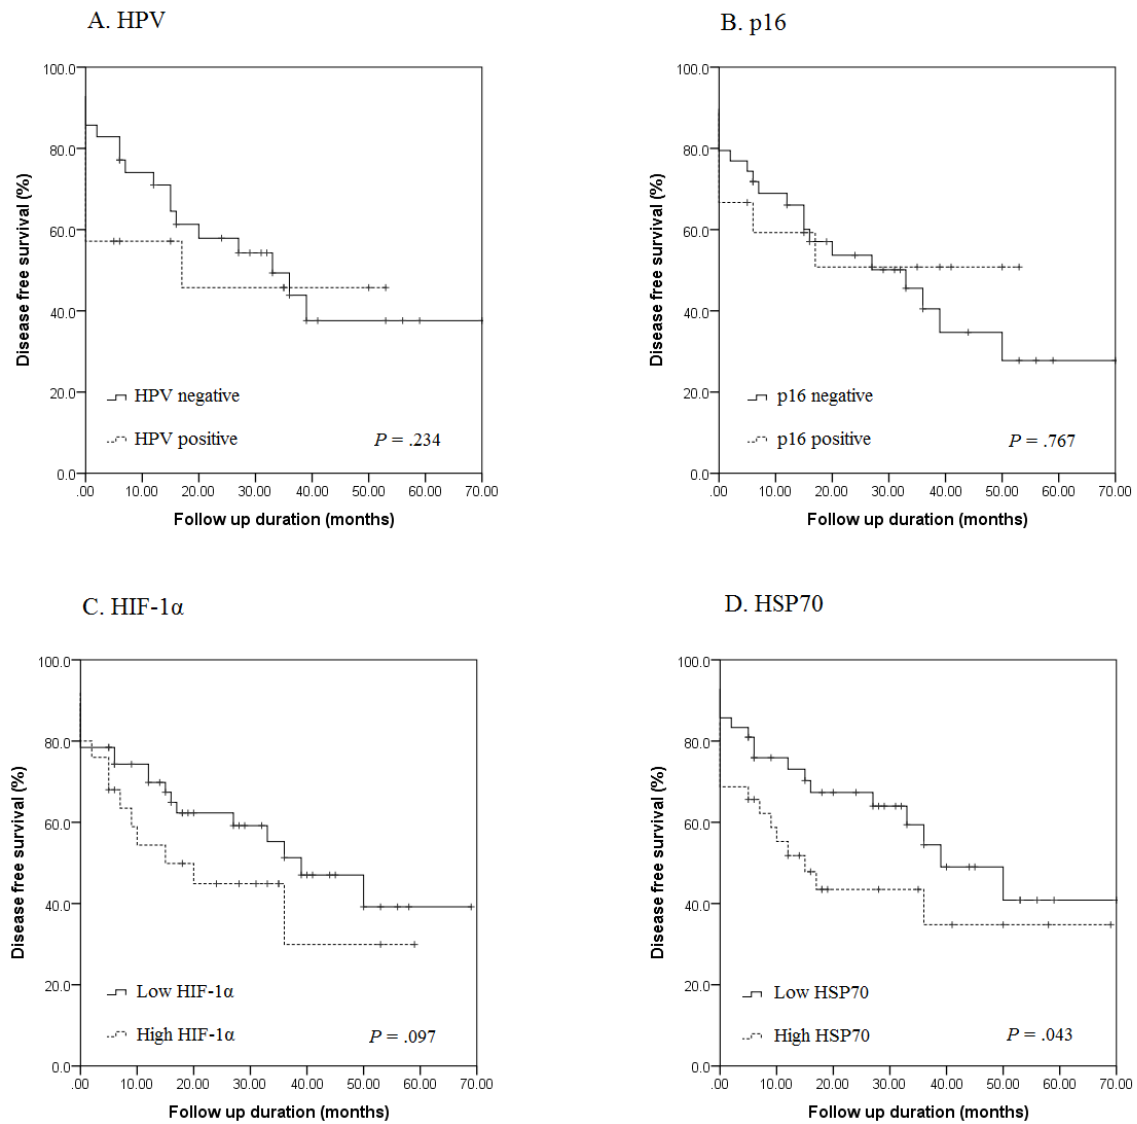 A. HPV
Disease free survival (%)
100.0
80.0
60.0
40.0
20.0
0.0
HPV negative
HPV positive
P = .234
.00 10.00 20.00 30.00 40.00 50.00 60.00 70.00
Follow up duration (months)
B. p16
Disease free survival (%)
100.0
80.0
60.0
40.0
20.0
0.0
p16 negative
p16 positive
P = .767
.00 10.00 20.00 30.00 40.00 50.00 60.00 70.00
Follow up duration (months)
C. HIF-1α
Disease free survival (%)
100.0
80.0
60.0
40.0
20.0
0.0
Low HIF-1α
High HIF-1α
P = .097
.00 10.00 20.00 30.00 40.00 50.00 60.00 70.00
Follow up duration (months)
D. HSP70
Disease free survival (%)
100.0
80.0
60.0
40.0
20.0
0.0
Low HSP70
High HSP70
P = .043
.00 10.00 20.00 30.00 40.00 50.00 60.00 70.00
Follow up duration (months)